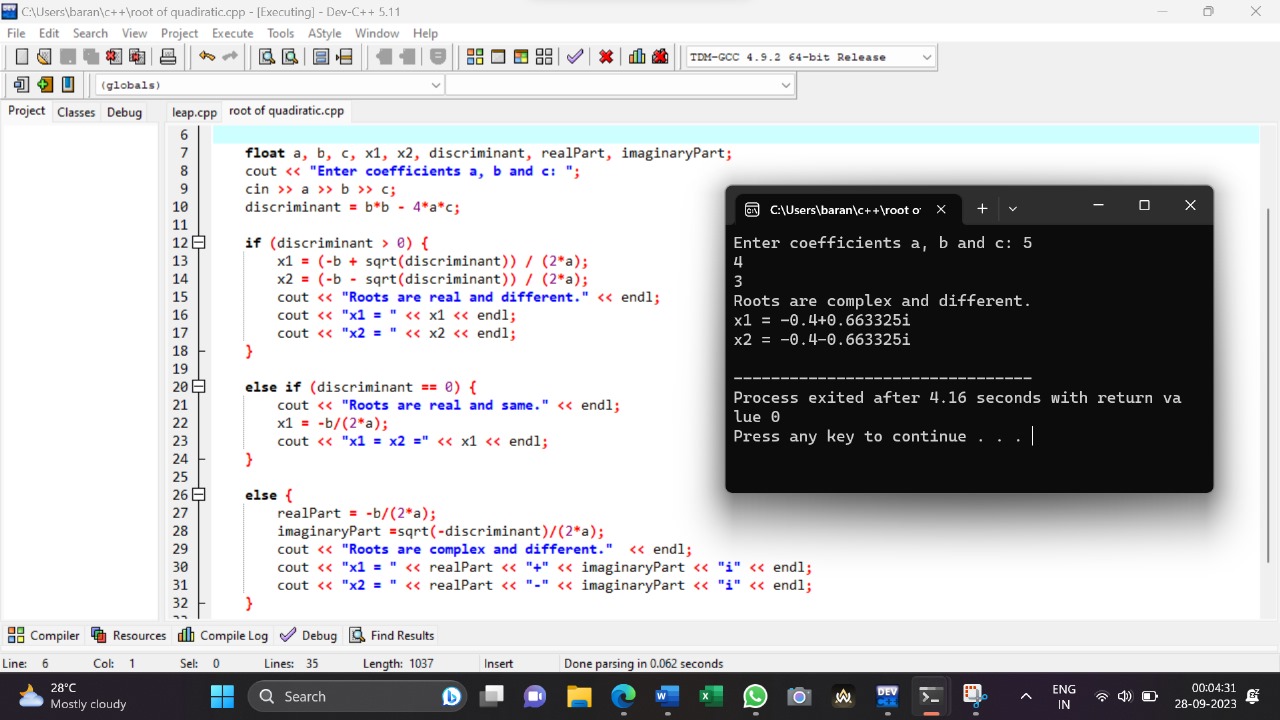 C:\Users\baran\c++\root of quadiratic.cpp - [Executing] - Dev-C++ 5.11
File Edit Search View Project Execute Tools AStyle Window Help
TDM-GCC 4.9.2 64-bit Release
(globals)
Project Classes Debug leap.cpp root of quadiratic.cpp
6
7 float a, b, c, x1, x2, discriminant, realPart, imaginaryPart;
8 cout << "Enter coefficients a, b and c: ";
9 cin >> a >> b >> c;
10 discriminant = b*b - 4*a*c;
11
12 if (discriminant > 0) {
13 x1 = (-b + sqrt(discriminant)) / (2*a);
14 x2 = (-b - sqrt(discriminant)) / (2*a);
15 cout << "Roots are real and different." << endl;
16 cout << "x1 = " << x1 << endl;
17 cout << "x2 = " << x2 << endl;
18 }
19
20 else if (discriminant == 0) {
21 cout << "Roots are real and same." << endl;
22 x1 = -b/(2*a);
23 cout << "x1 = x2 =" << x1 << endl;
24 }
25
26 else {
27 realPart = -b/(2*a);
28 imaginaryPart =sqrt(-discriminant)/(2*a);
29 cout << "Roots are complex and different."  << endl;
30 cout << "x1 = " << realPart << "+" << imaginaryPart << "i" << endl;
31 cout << "x2 = " << realPart << "-" << imaginaryPart << "i" << endl;
32 }
C:\Users\baran\c++\root o
Enter coefficients a, b and c: 5
4
3
Roots are complex and different.
x1 = -0.4+0.663325i
x2 = -0.4-0.663325i
--------------------------------
Process exited after 4.16 seconds with return va
lue 0
Press any key to continue . . .
Compiler Resources Compile Log Debug Find Results
Line: 6 Col: 1 Sel: 0 Lines: 35 Length: 1037 Insert Done parsing in 0.062 seconds
28°C
Mostly cloudy
Search
DEV
ENG
IN
00:04:31
28-09-2023